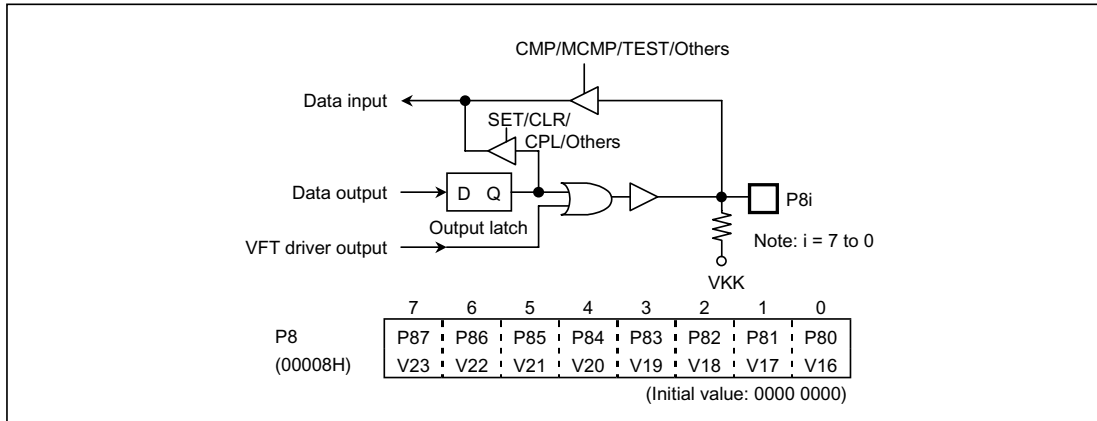 CMP/MCMP/TEST/Others
Data input
SET/CLR/
CPL/Others
Data output
D Q
P8i
Output latch
Note: i = 7 to 0
VFT driver output
VKK
7 6 5 4 3 2 1 0
P8 P87 P86 P85 P84 P83 P82 P81 P80
(00008H) V23 V22 V21 V20 V19 V18 V17 V16
(Initial value: 0000 0000)